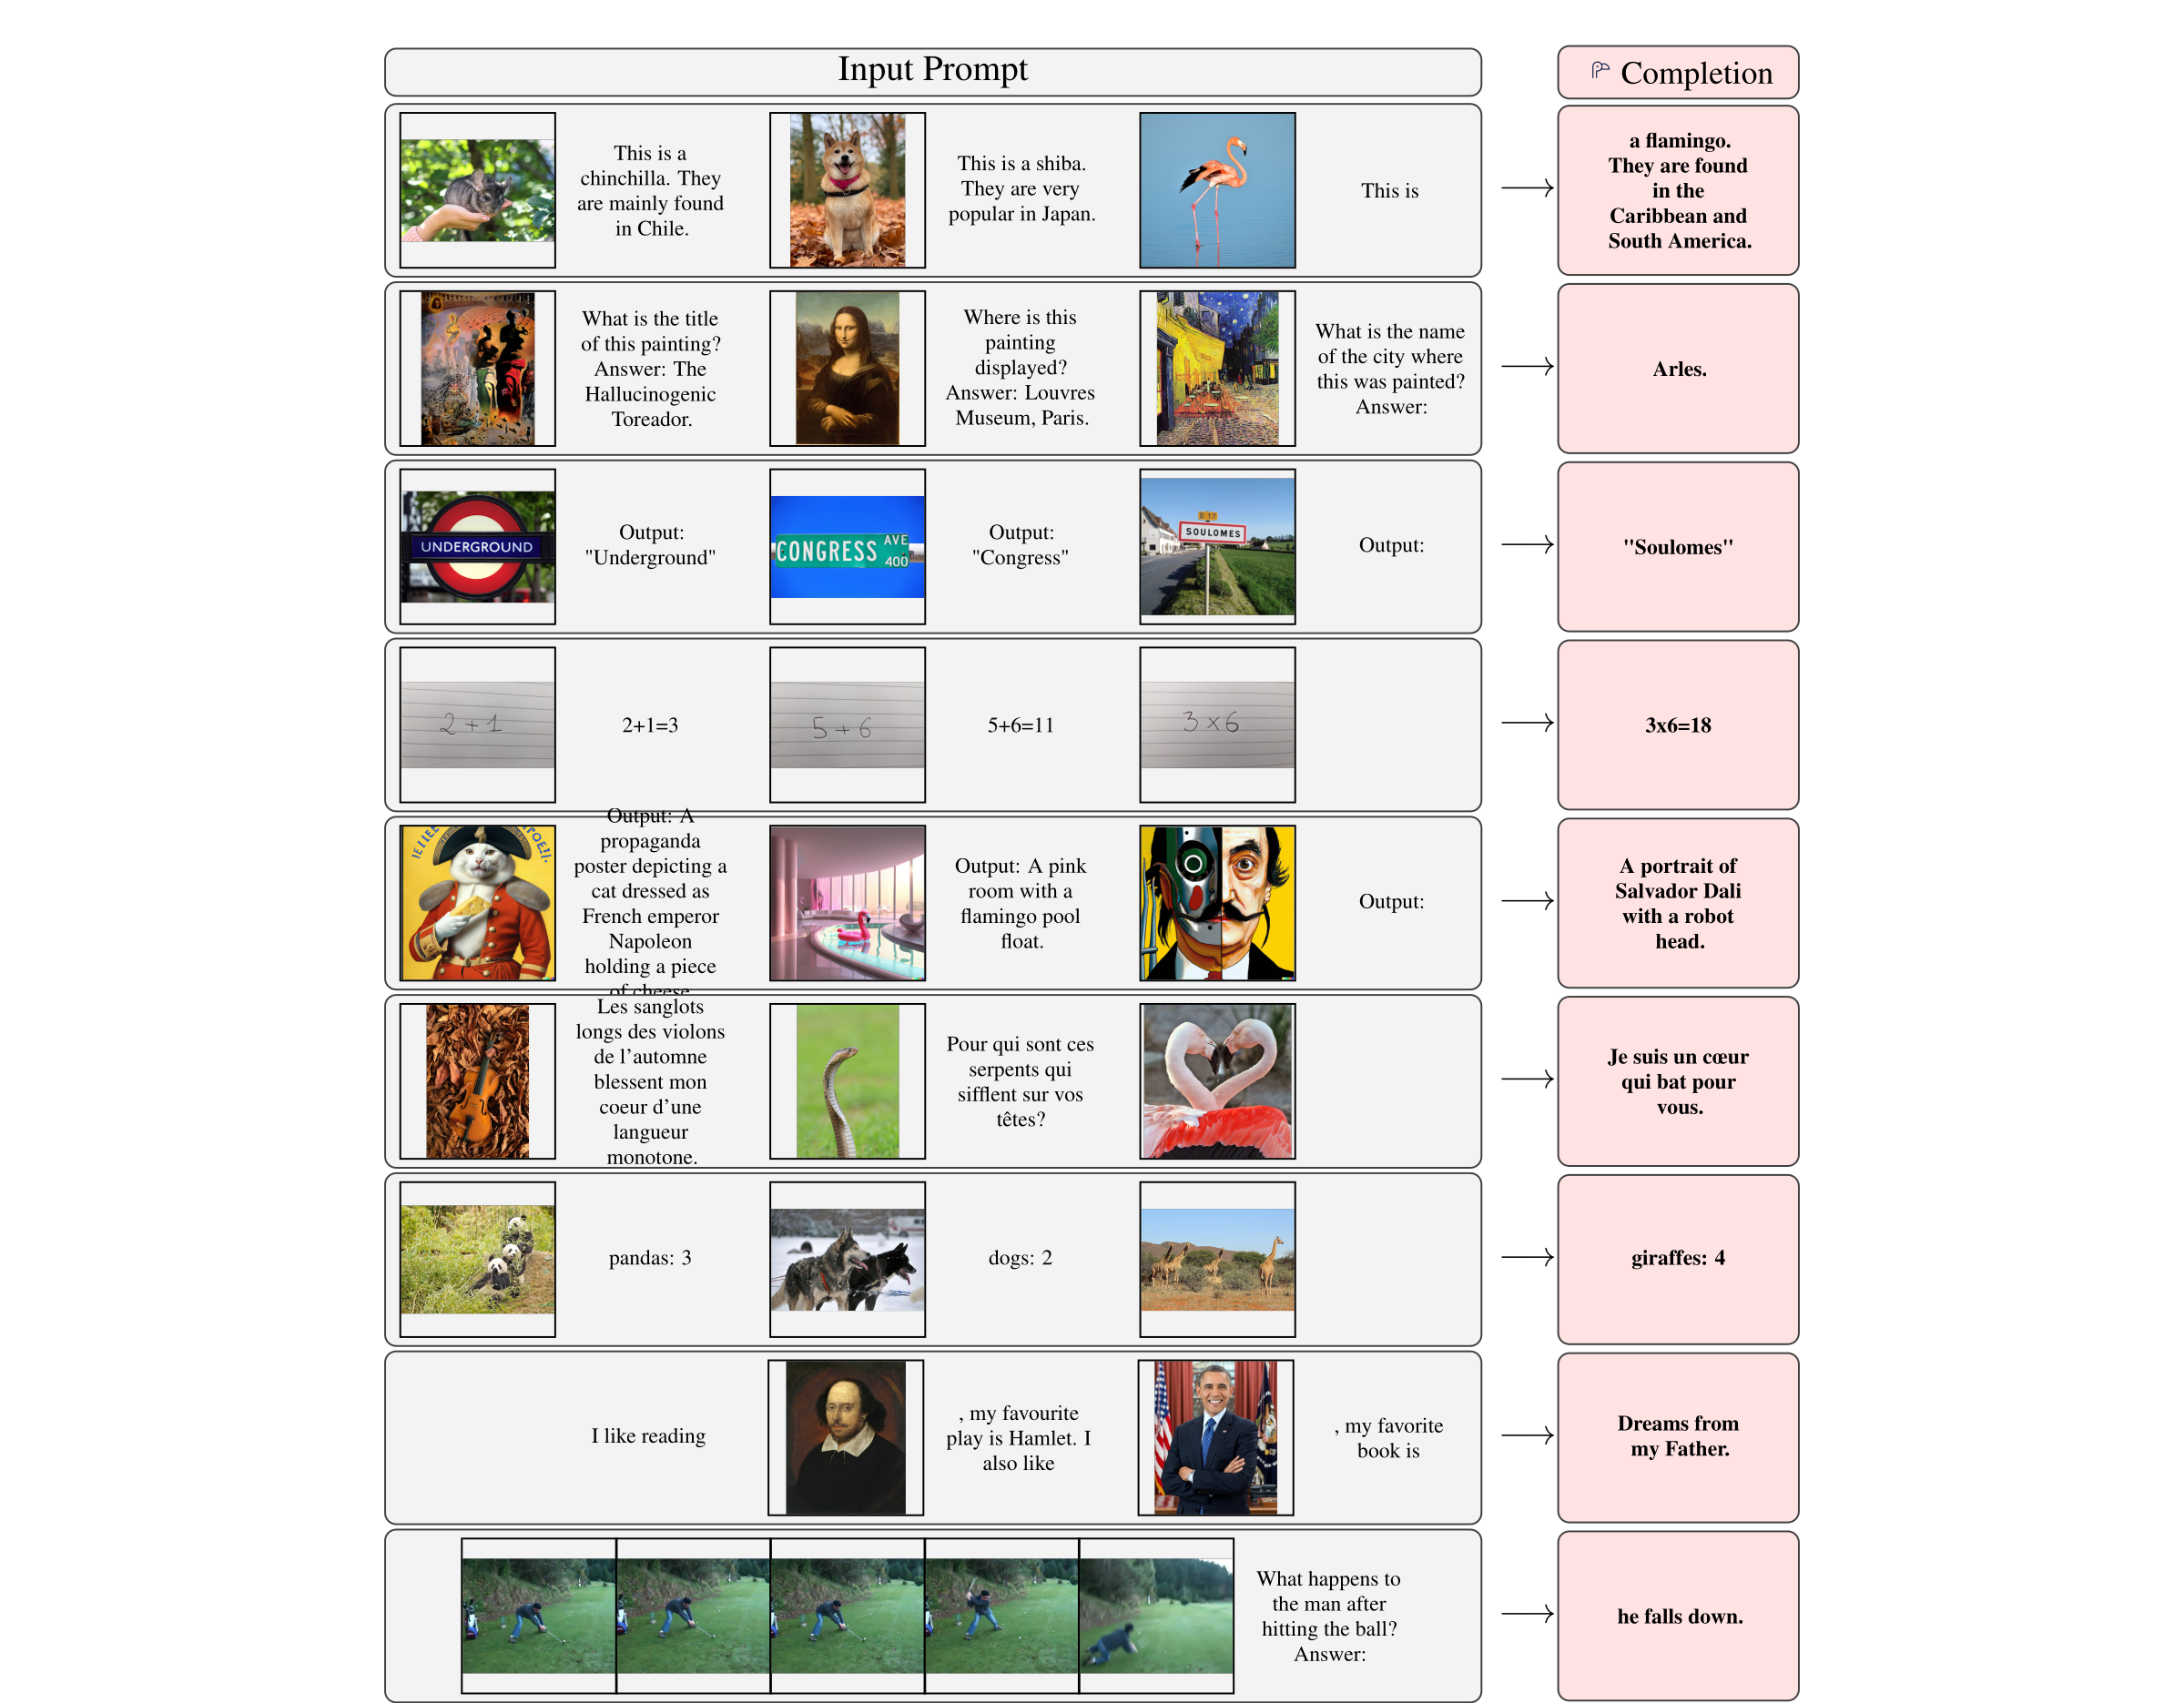 Input Prompt
Completion
This is a
chinchilla. They
are mainly found
in Chile.
This is a shiba.
They are very
popular in Japan.
This is
a flamingo.
They are found
in the
Caribbean and
South America.
What is the title
of this painting?
Answer: The
Hallucinogenic
Toreador.
Where is this
painting
displayed?
Answer: Louvres
Museum, Paris.
What is the name
of the city where
this was painted?
Answer:
Arles.
UNDERGROUND
Output:
"Underground"
CONGRESS AVE
400
Output:
"Congress"
D 17
SOULOMES
Output:
"Soulomes"
2+1
2+1=3
5+6
5+6=11
3×6
3x6=18
Output: A
propaganda
poster depicting a
cat dressed as
French emperor
Napoleon
holding a piece
of cheese.
Output: A pink
room with a
flamingo pool
float.
Output:
A portrait of
Salvador Dali
with a robot
head.
Les sanglots
longs des violons
de l'automne
blessent mon
coeur d'une
langueur
monotone.
Pour qui sont ces
serpents qui
sifflent sur vos
têtes?
Je suis un cœur
qui bat pour
vous.
pandas: 3
dogs: 2
giraffes: 4
I like reading
, my favourite
play is Hamlet. I
also like
, my favorite
book is
Dreams from
my Father.
What happens to
the man after
hitting the ball?
Answer:
he falls down.